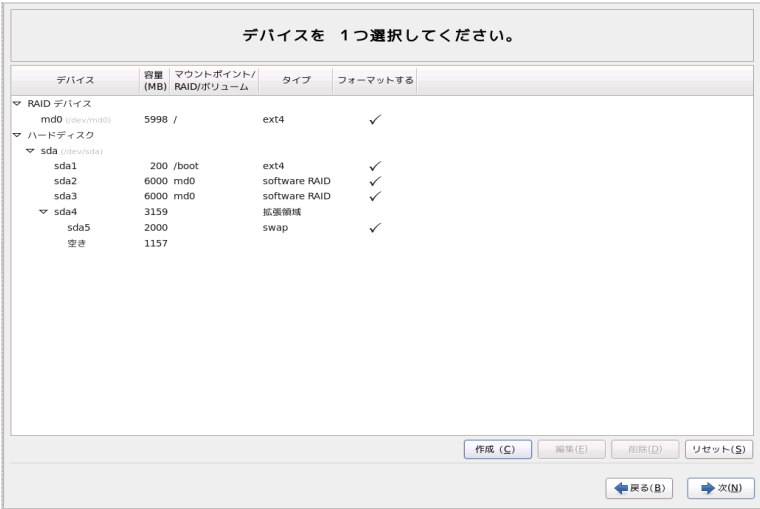 デバイスを 1つ選択してください。
デバイス 容量 (MB) マウントポイント/ RAID/ボリューム タイプ フォーマットする
RAID デバイス
md0 (/dev/md0) 5998 / ext4 ✓
ハードディスク
sda (/dev/sda)
sda1 200 /boot ext4 ✓
sda2 6000 md0 software RAID ✓
sda3 6000 md0 software RAID ✓
sda4 3159 拡張領域
sda5 2000 swap ✓
空き 1157
作成 (C) 編集(E) 削除(D) リセット(S)
戻る(B) 次(N)